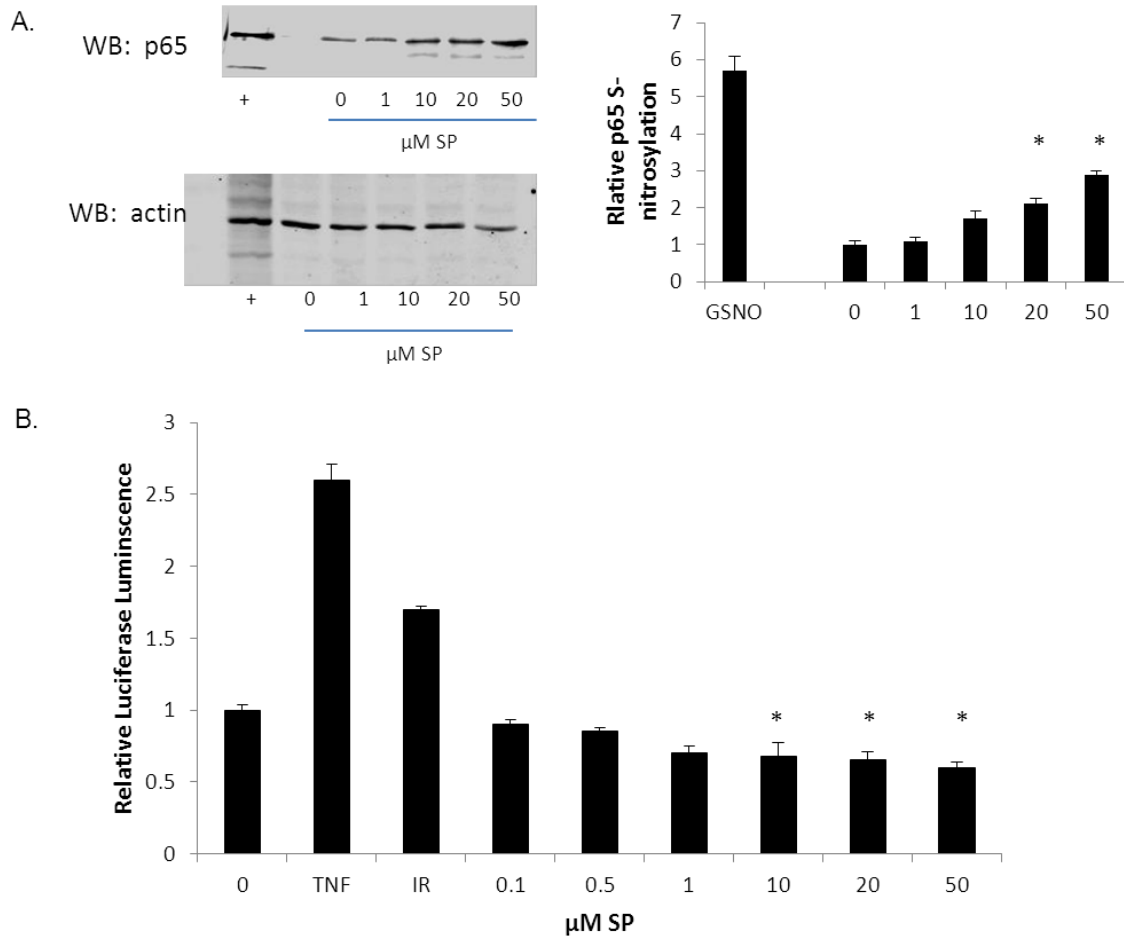 A.
WB: p65
+ 0 1 10 20 50
µM SP
WB: actin
+ 0 1 10 20 50
µM SP
Rlative p65 S-
nitrosylation
7
6
5
4
3
2
1
0
* *
GSNO 0 1 10 20 50
B.
Relative Luciferase Luminscence
3
2.5
2
1.5
1
0.5
0
* * *
0 TNF IR 0.1 0.5 1 10 20 50
µM SP